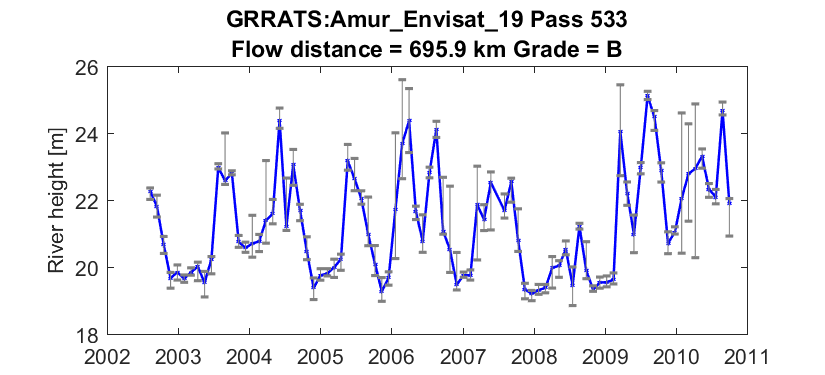 GRRATS:Amur_Envisat_19 Pass 533
Flow distance = 695.9 km Grade = B
River height [m]
26
24
22
20
18
2002 2003 2004 2005 2006 2007 2008 2009 2010 2011